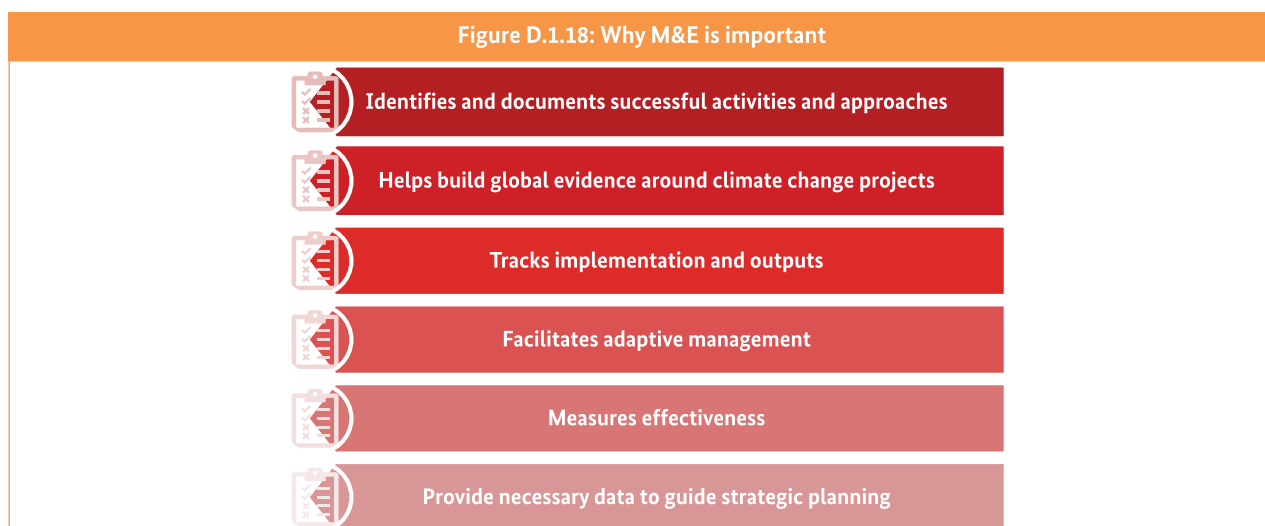 Figure D.1.18: Why M&E is important
Identifies and documents successful activities and approaches
Helps build global evidence around climate change projects
Tracks implementation and outputs
Facilitates adaptive management
Measures effectiveness
Provide necessary data to guide strategic planning